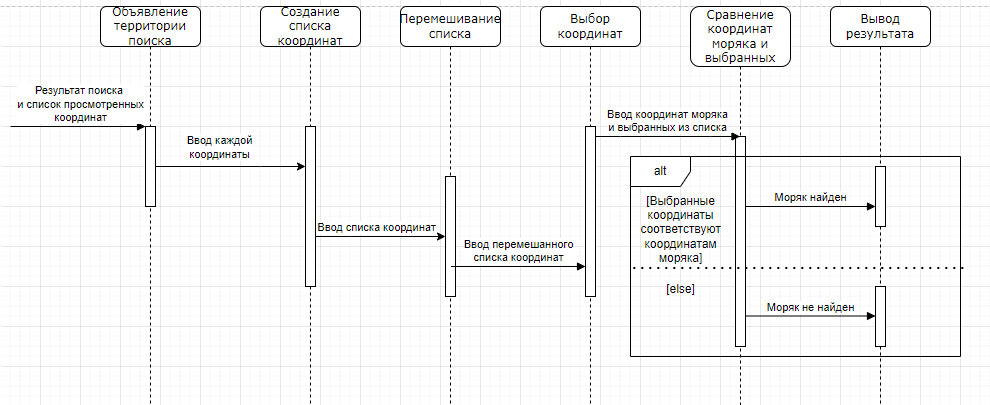 Объявление
территории
поиска
Создание
списка
координат
Перемешивание
списка
Выбор
координат
Сравнение
координат
моряка и
выбранных
Вывод
результата
Результат поиска
и список просмотренных
координат
Ввод каждой
координаты
Ввод списка координат
Ввод перемешанного
списка координат
Ввод координат моряка
и выбранных из списка
alt
[Выбранные
координаты
соответствуют
координатам
моряка]
Моряк найден
[else]
Моряк не найден